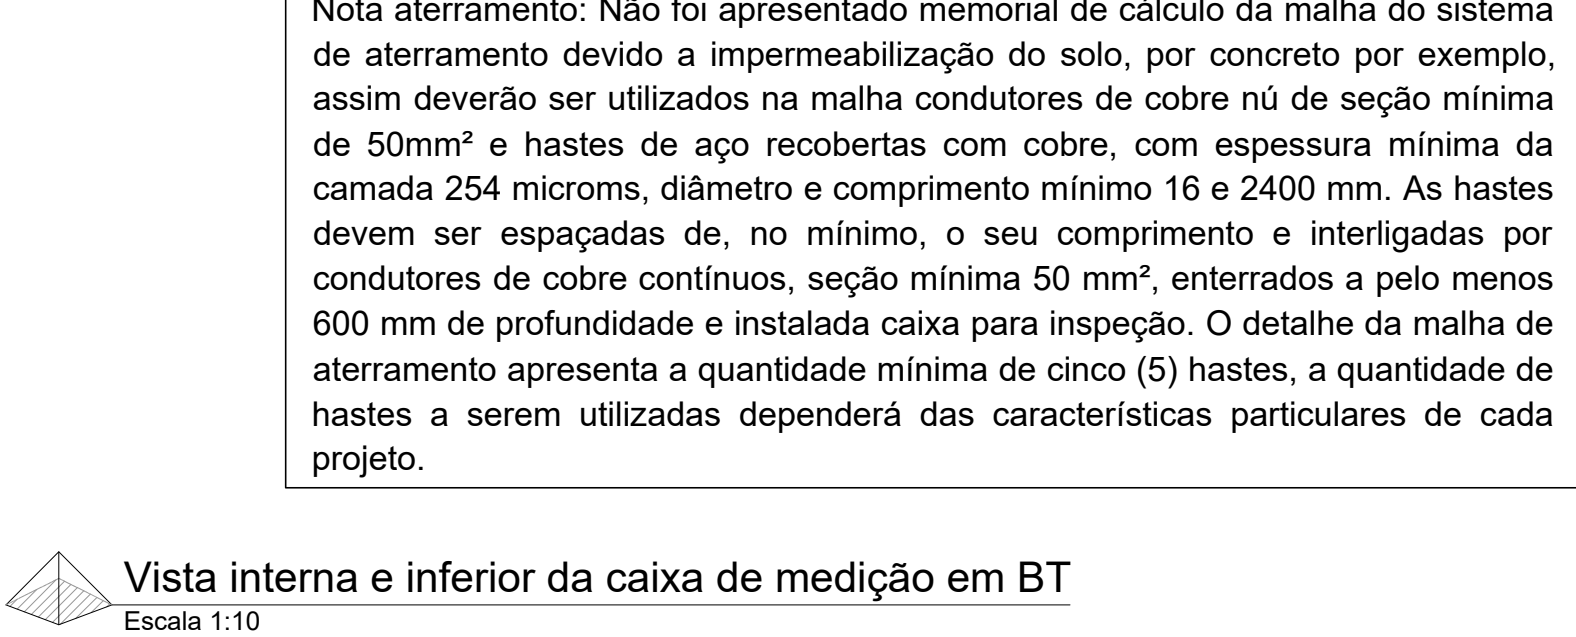 Nota aterramento: Não foi apresentado memorial de cálculo da malha do sistema
de aterramento devido a impermeabilização do solo, por concreto por exemplo,
assim deverão ser utilizados na malha condutores de cobre nú de seção mínima
de 50mm² e hastes de aço recobertas com cobre, com espessura mínima da
camada 254 microms, diâmetro e comprimento mínimo 16 e 2400 mm. As hastes
devem ser espaçadas de, no mínimo, o seu comprimento e interligadas por
condutores de cobre contínuos, seção mínima 50 mm², enterrados a pelo menos
600 mm de profundidade e instalada caixa para inspeção. O detalhe da malha de
aterramento apresenta a quantidade mínima de cinco (5) hastes, a quantidade de
hastes a serem utilizadas dependerá das características particulares de cada
projeto.
Vista interna e inferior da caixa de medição em BT
Escala 1:10